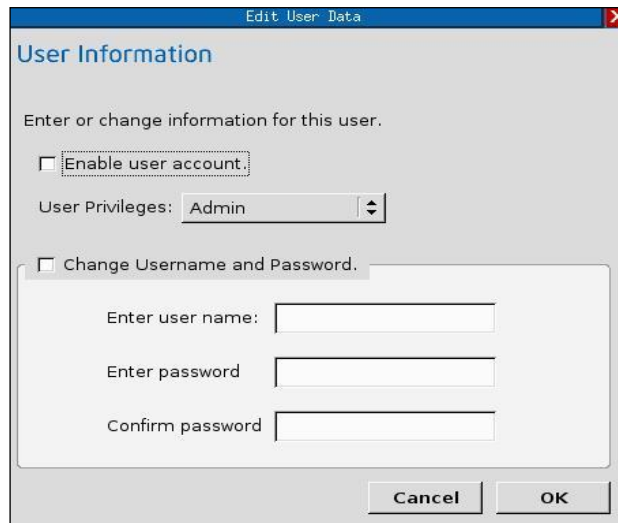 Edit User Data
User Information
Enter or change information for this user.
Enable user account.
User Privileges: Admin
Change Username and Password.
Enter user name:
Enter password
Confirm password
Cancel OK